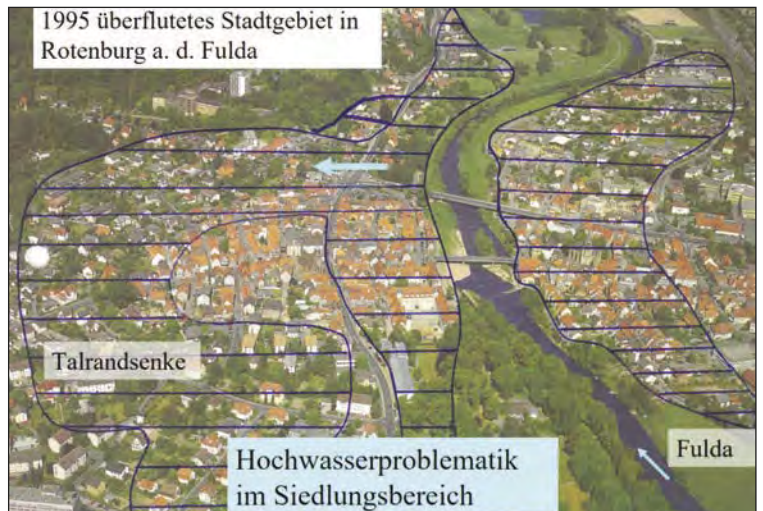 1995 überflutetes Stadtgebiet in
Rotenburg a. d. Fulda
Talrandsenke
Hochwasserproblematik
im Siedlungsbereich
Fulda